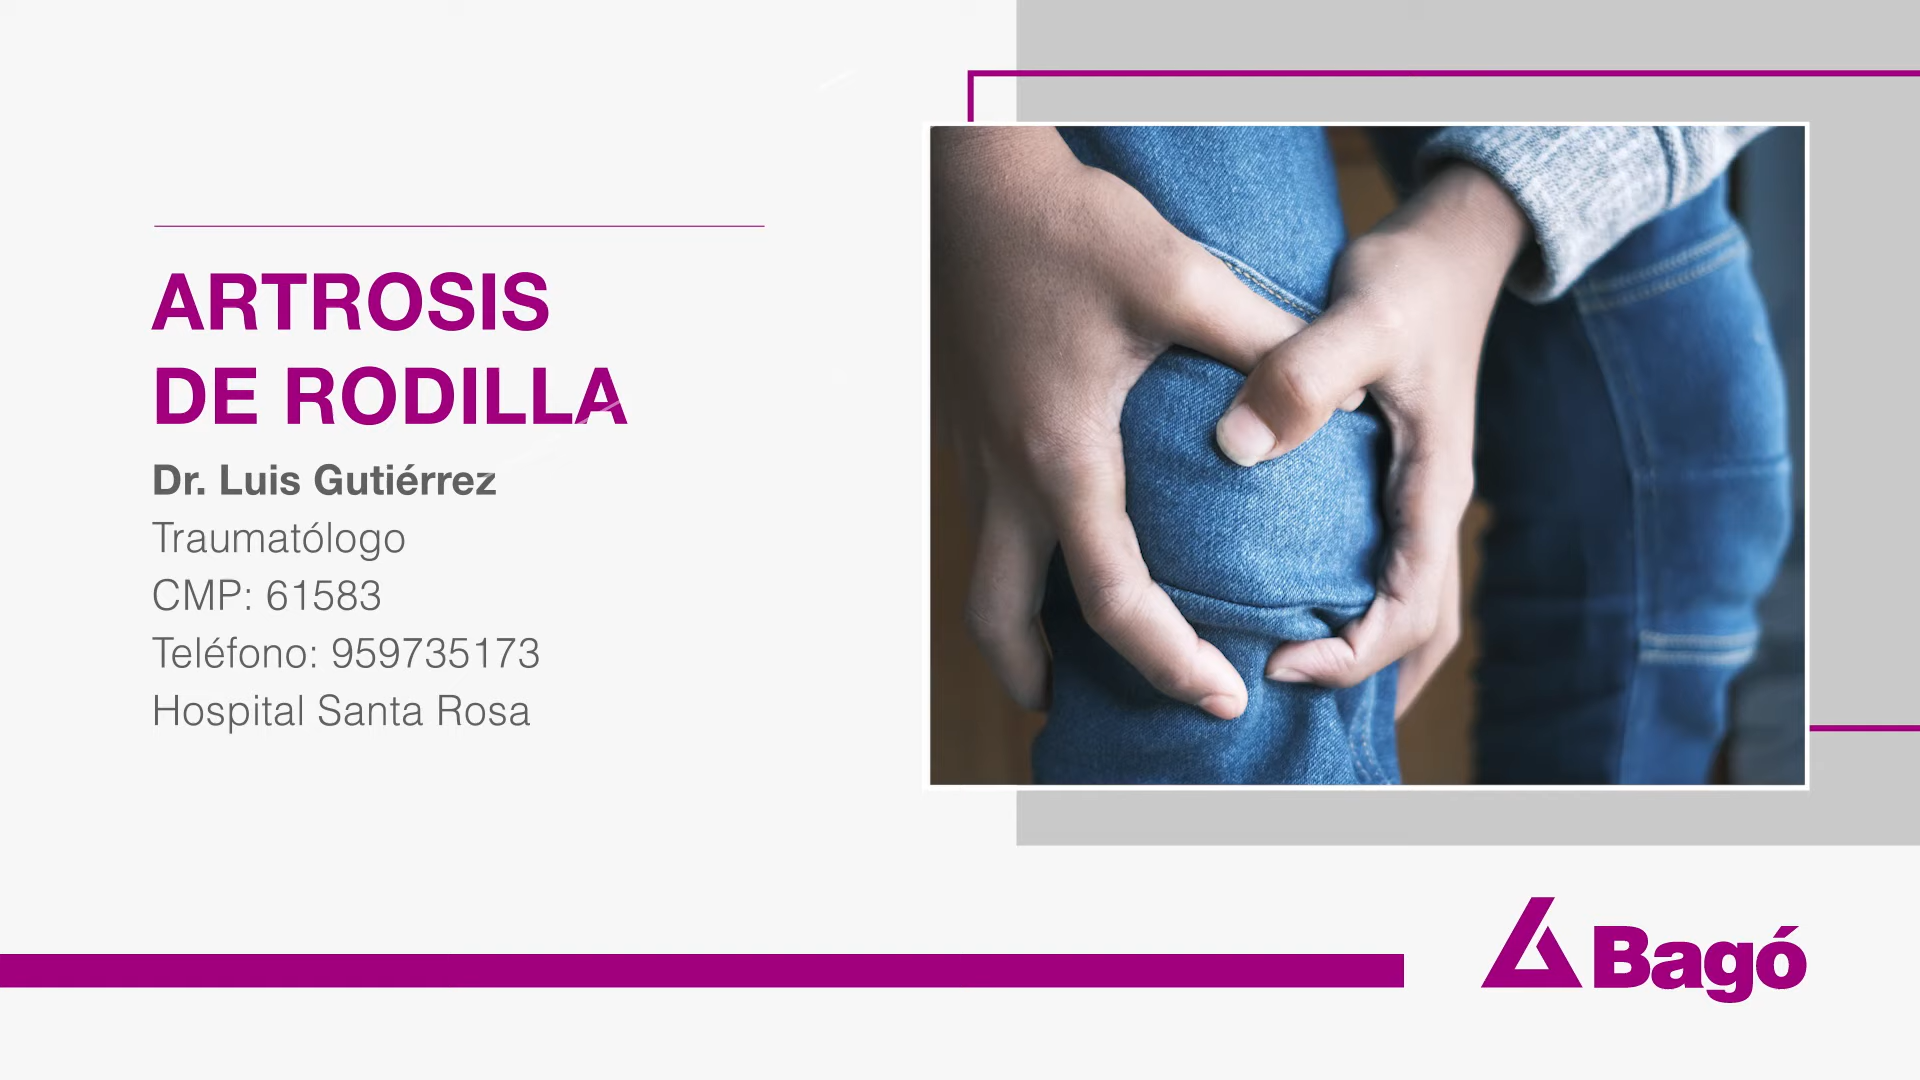 ARTROSIS
DE RODILLA
Dr. Luis Gutiérrez
Traumatólogo
CMP: 61583
Teléfono: 959735173
Hospital Santa Rosa
Bagó